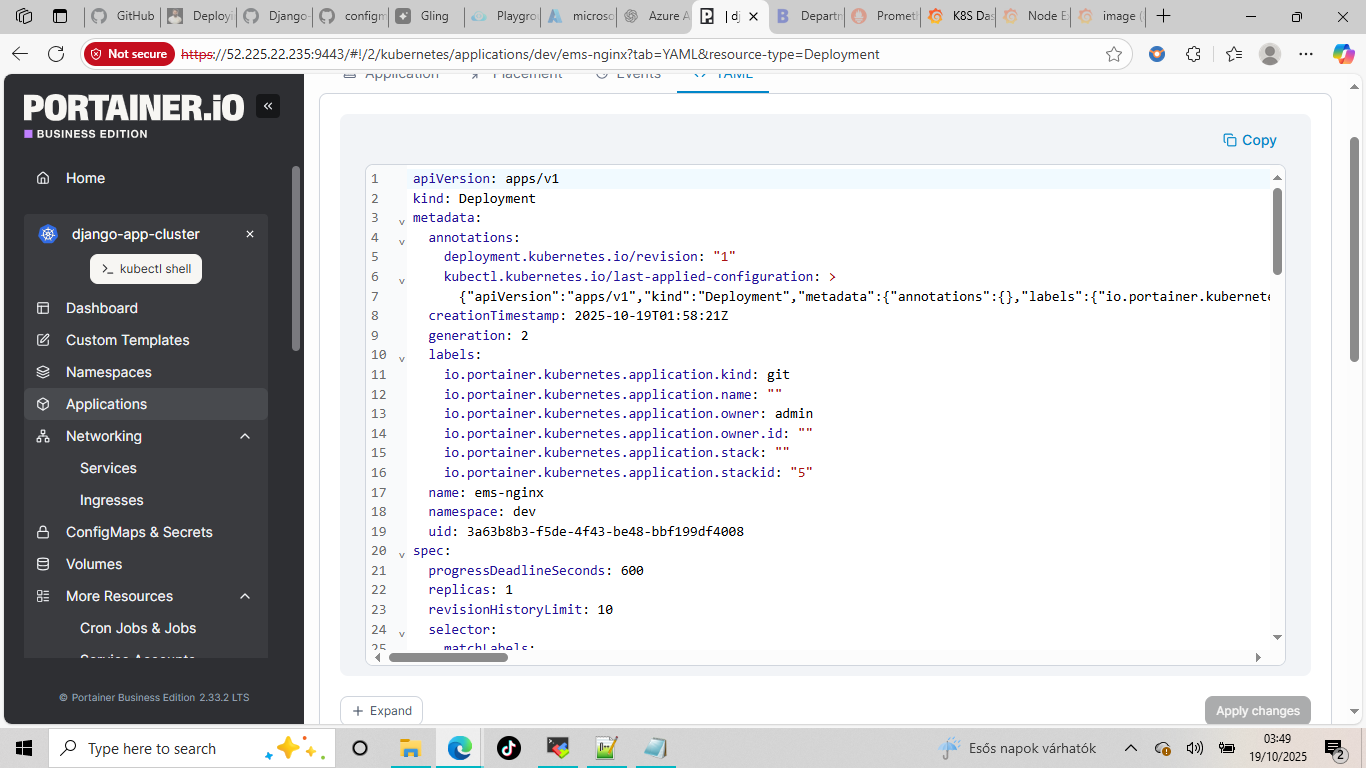 GitHub
Deployi
Django-
configm
Gling
Playgro
microso
Azure A
| dj
Departm
Prometh
K8S Das
Node E
image (
Not secure
https://52.225.22.235:9443/#!/2/kubernetes/applications/dev/ems-nginx?tab=YAML&resource-type=Deployment
PORTAINER.iO
BUSINESS EDITION
Home
django-app-cluster
kubectl shell
Dashboard
Custom Templates
Namespaces
Applications
Networking
Services
Ingresses
ConfigMaps & Secrets
Volumes
More Resources
Cron Jobs & Jobs
Service Accounts
© Portainer Business Edition 2.33.2 LTS
Application Placement Events YAML
Copy
1 apiVersion: apps/v1
2 kind: Deployment
3 metadata:
4 annotations:
5 deployment.kubernetes.io/revision: "1"
6 kubectl.kubernetes.io/last-applied-configuration: >
7 {"apiVersion":"apps/v1","kind":"Deployment","metadata":{"annotations":{},"labels":{"io.portainer.kubernete
8 creationTimestamp: 2025-10-19T01:58:21Z
9 generation: 2
10 labels:
11 io.portainer.kubernetes.application.kind: git
12 io.portainer.kubernetes.application.name: ""
13 io.portainer.kubernetes.application.owner: admin
14 io.portainer.kubernetes.application.owner.id: ""
15 io.portainer.kubernetes.application.stack: ""
16 io.portainer.kubernetes.application.stackid: "5"
17 name: ems-nginx
18 namespace: dev
19 uid: 3a63b8b3-f5de-4f43-be48-bbf199df4008
20 spec:
21 progressDeadlineSeconds: 600
22 replicas: 1
23 revisionHistoryLimit: 10
24 selector:
25 matchLabels:
Expand
Apply changes
Type here to search
Esős napok várhatók
03:49
19/10/2025
2